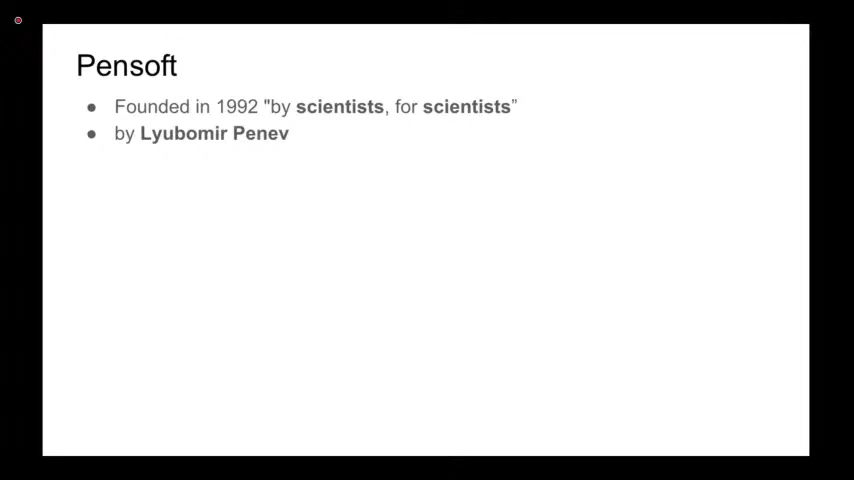 Pensoft
● Founded in 1992 "by scientists, for scientists”
● by Lyubomir Penev